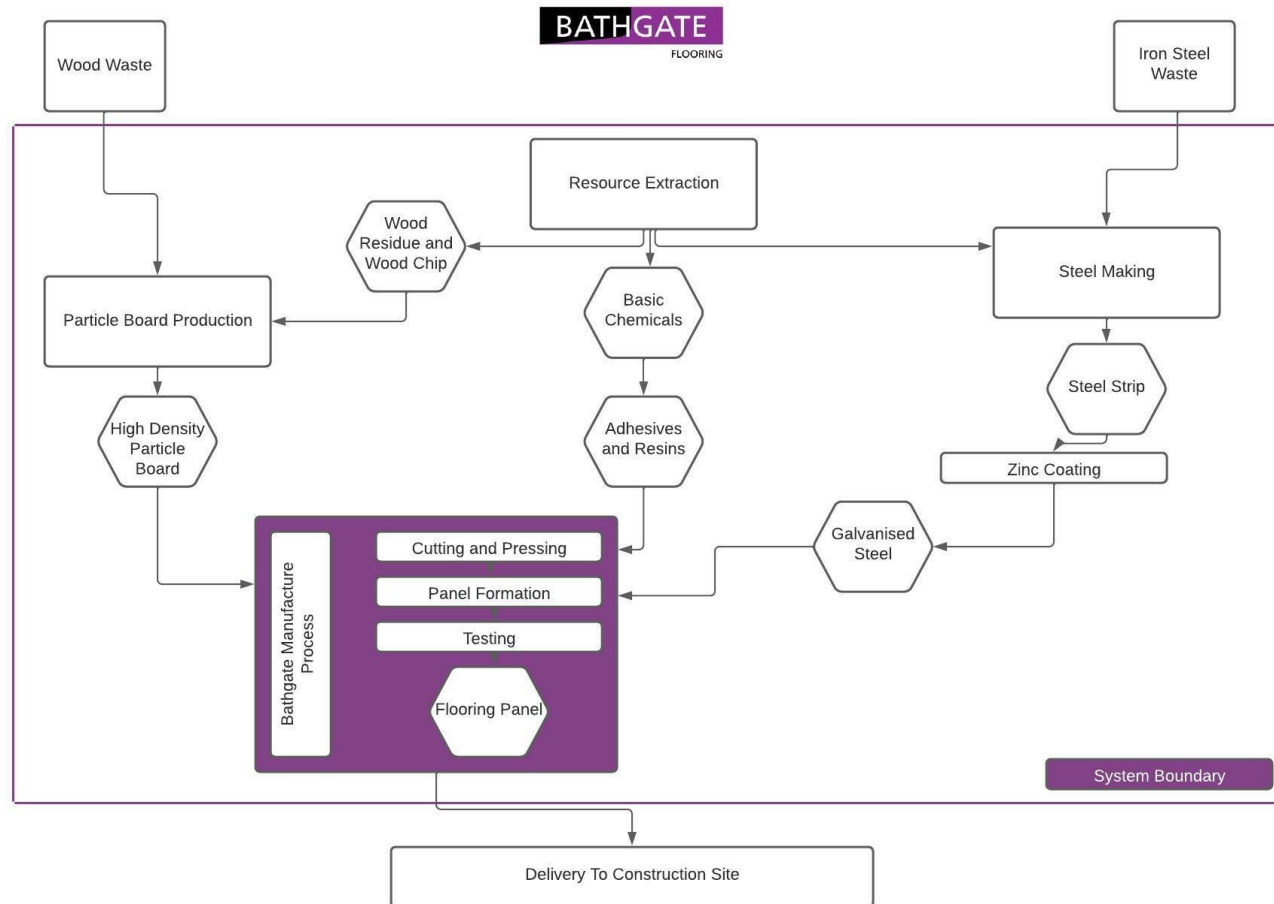 BATHGATE
FLOORING
Wood Waste
Iron Steel
Waste
Resource Extraction
Wood
Residue and
Wood Chip
Steel Making
Basic
Chemicals
Particle Board Production
Steel Strip
High Density
Particle
Board
Adhesives
and Resins
Zinc Coating
Galvanised
Steel
Bathgate Manufacture
Process
Cutting and Pressing
Panel Formation
Testing
Flooring Panel
System Boundary
Delivery To Construction Site